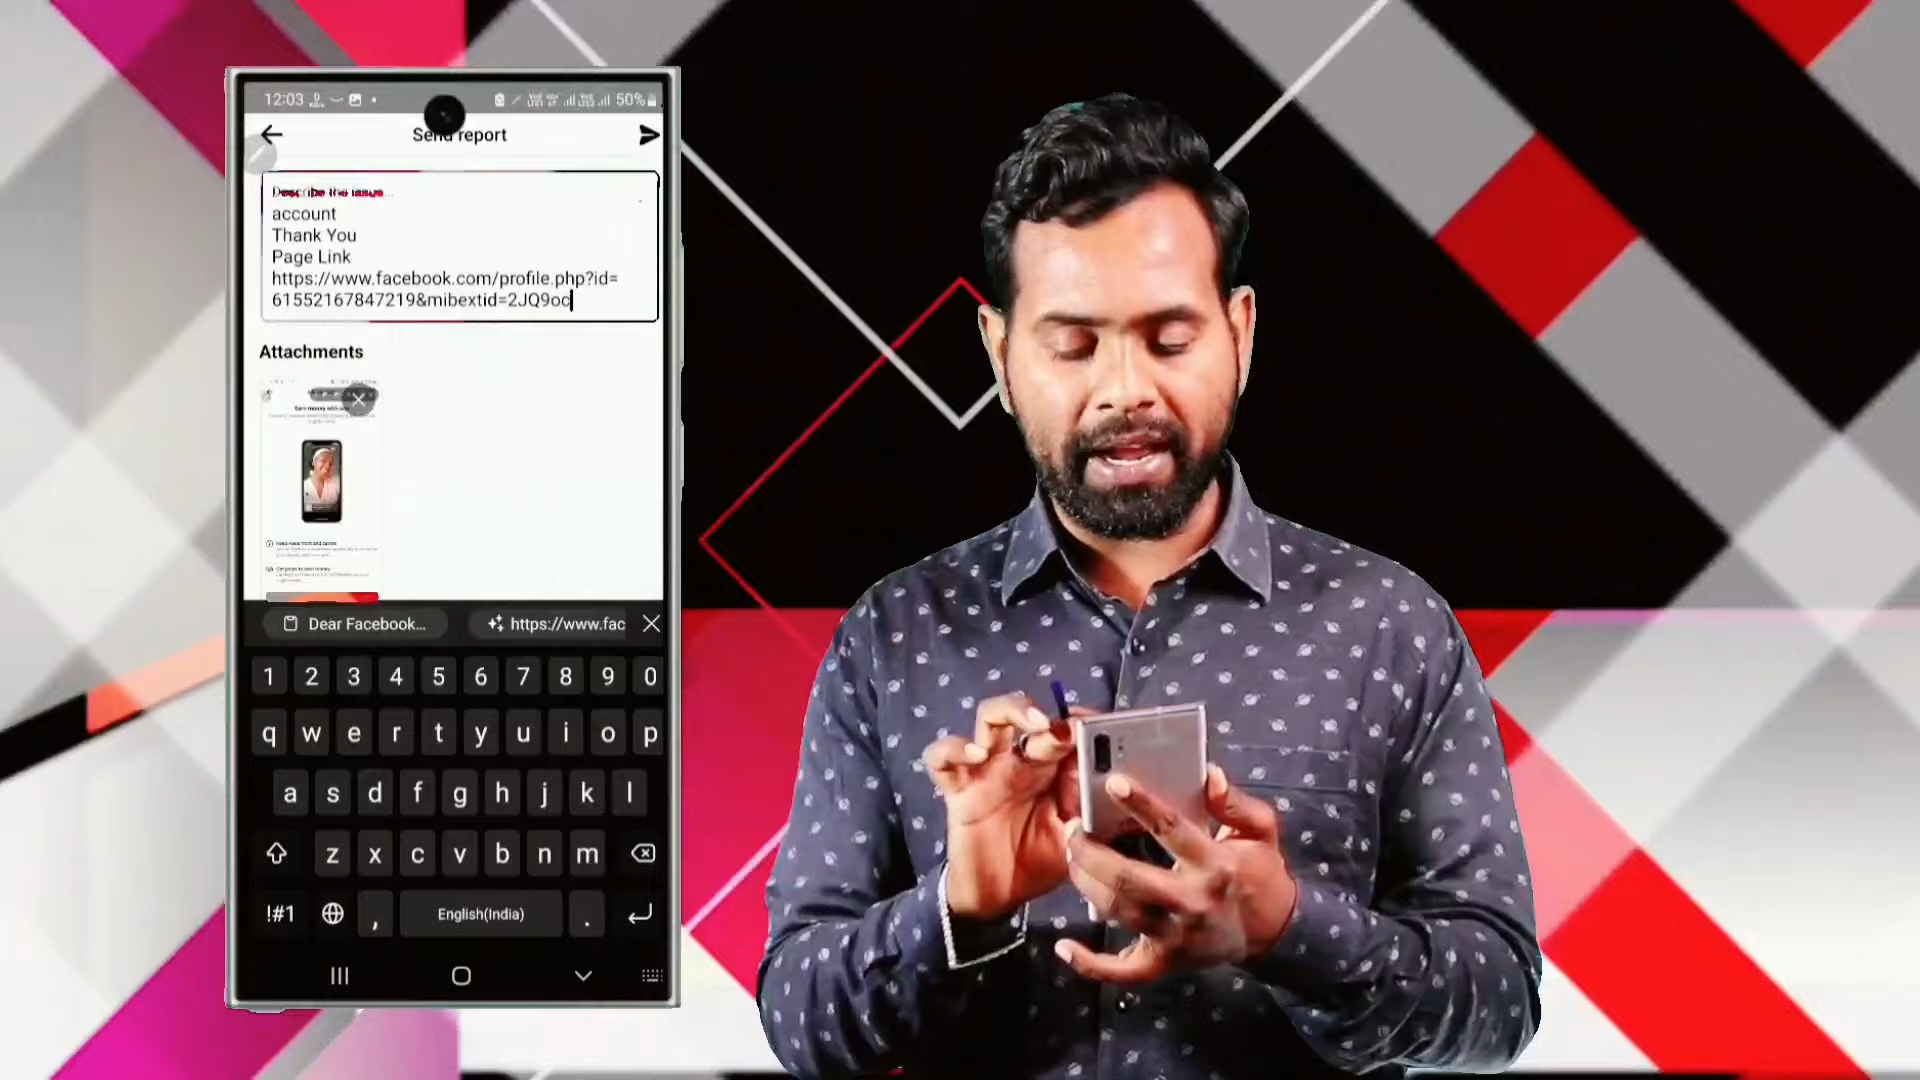 12:03
50%
Send report
Describe the issue...
account
Thank You
Page Link
https://www.facebook.com/profile.php?id=
61552167847219&mibextid=2JQ9oc
Attachments
Dear Facebook...
https://www.fac
1 2 3 4 5 6 7 8 9 0
q w e r t y u i o p
a s d f g h j k l
z x c v b n m
!#1 , English(India) .